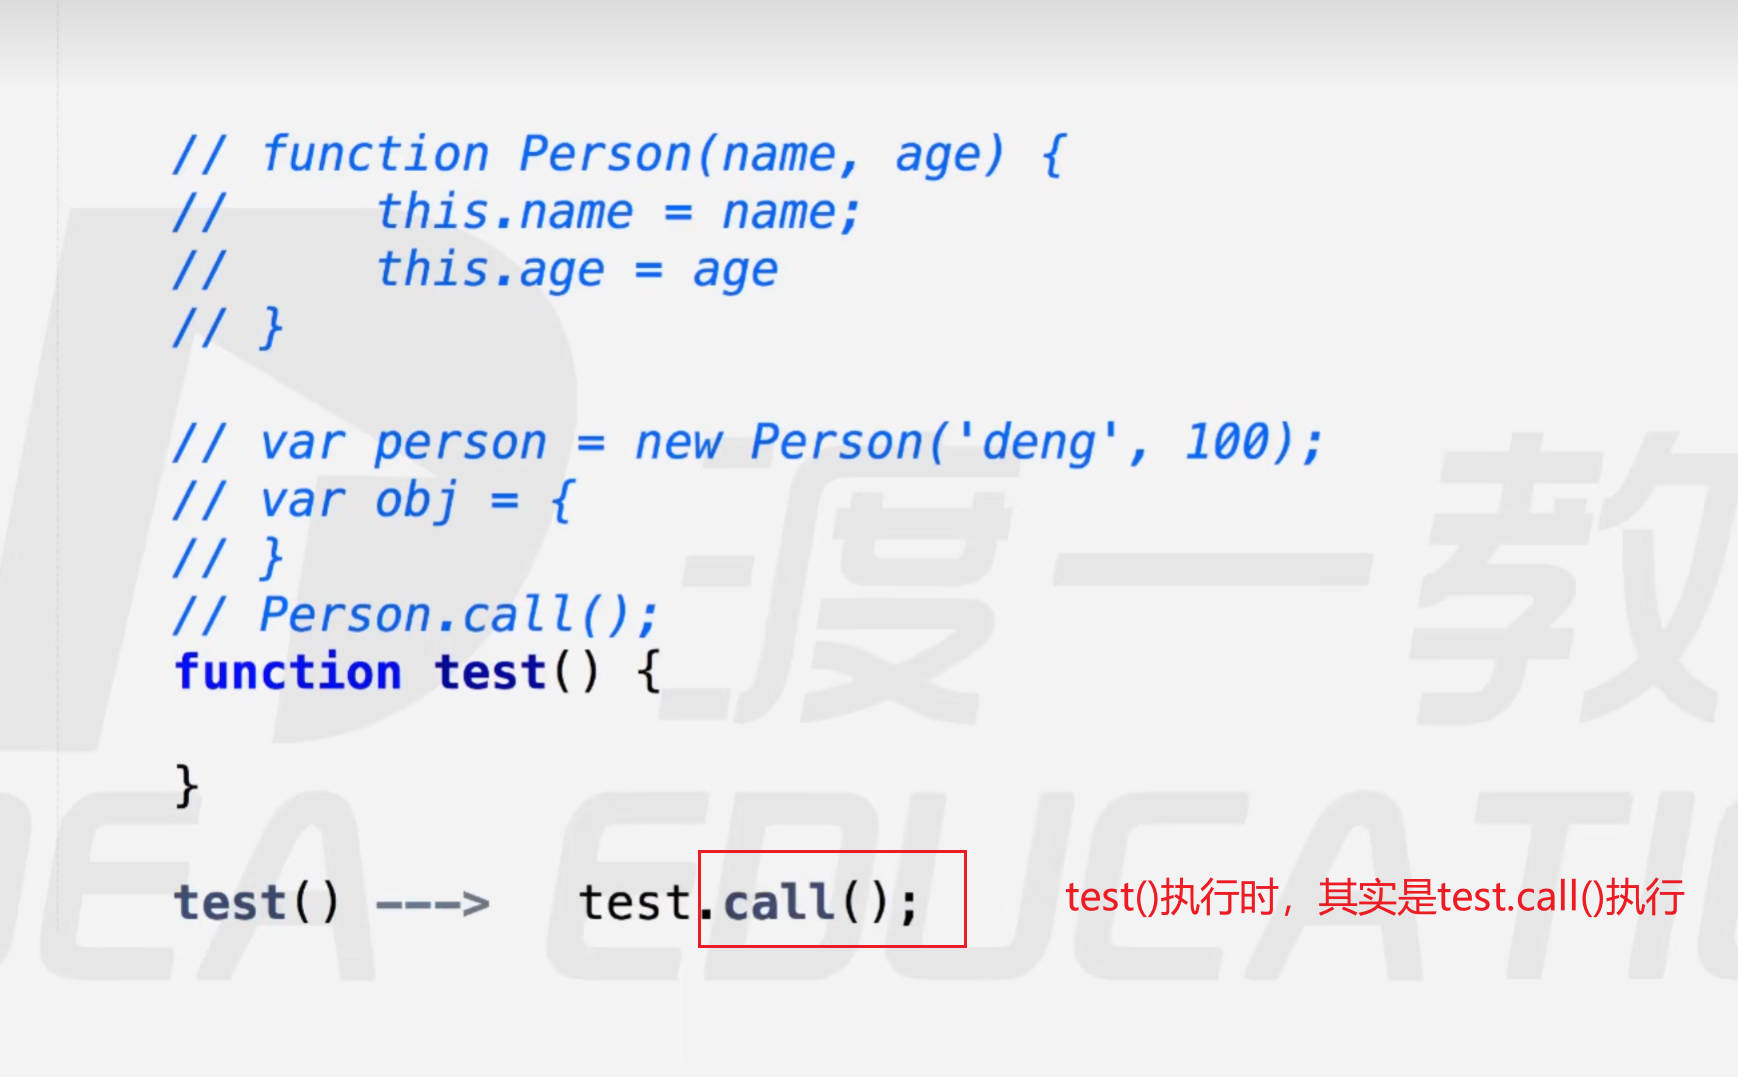 // function Person(name, age) {
//     this.name = name;
//     this.age = age
// }
// var person = new Person('deng', 100);
// var obj = {
// }
// Person.call();
function test() {
}
test() ---> test.call(); test()执行时，其实是test.call()执行
渡一教
DEA EDUCATIO